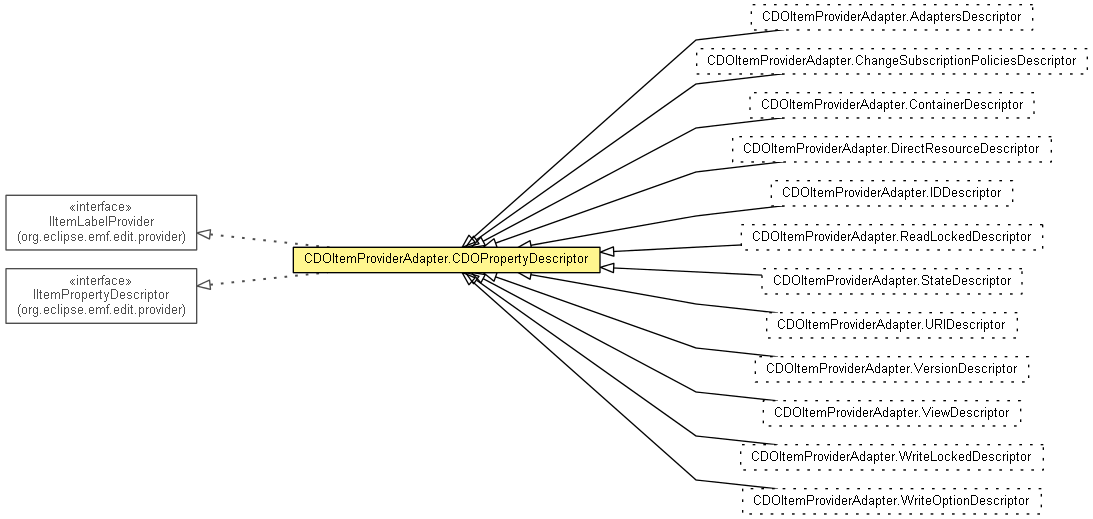 «interface»
IItemLabelProvider
(org.eclipse.emf.edit.provider)
«interface»
IItemPropertyDescriptor
(org.eclipse.emf.edit.provider)
CDOItemProviderAdapter.CDOPropertyDescriptor
CDOItemProviderAdapter.AdaptersDescriptor
CDOItemProviderAdapter.ChangeSubscriptionPoliciesDescriptor
CDOItemProviderAdapter.ContainerDescriptor
CDOItemProviderAdapter.DirectResourceDescriptor
CDOItemProviderAdapter.IDDescriptor
CDOItemProviderAdapter.ReadLockedDescriptor
CDOItemProviderAdapter.StateDescriptor
CDOItemProviderAdapter.URIDescriptor
CDOItemProviderAdapter.VersionDescriptor
CDOItemProviderAdapter.ViewDescriptor
CDOItemProviderAdapter.WriteLockedDescriptor
CDOItemProviderAdapter.WriteOptionDescriptor